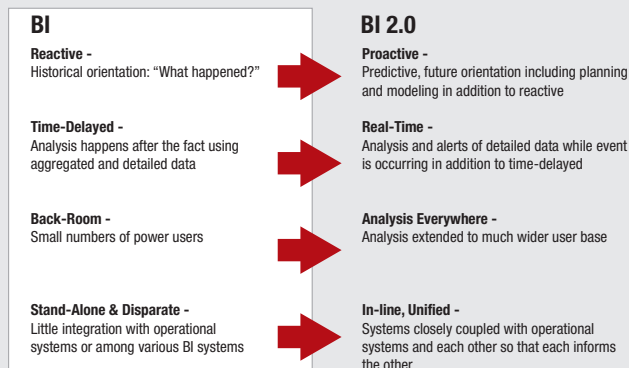 BI
Reactive -
Historical orientation: “What happened?”
Time-Delayed -
Analysis happens after the fact using
aggregated and detailed data
Back-Room -
Small numbers of power users
Stand-Alone & Disparate -
Little integration with operational
systems or among various BI systems
BI 2.0
Proactive -
Predictive, future orientation including planning
and modeling in addition to reactive
Real-Time -
Analysis and alerts of detailed data while event
is occurring in addition to time-delayed
Analysis Everywhere -
Analysis extended to much wider user base
In-line, Unified -
Systems closely coupled with operational
systems and each other so that each informs
the other